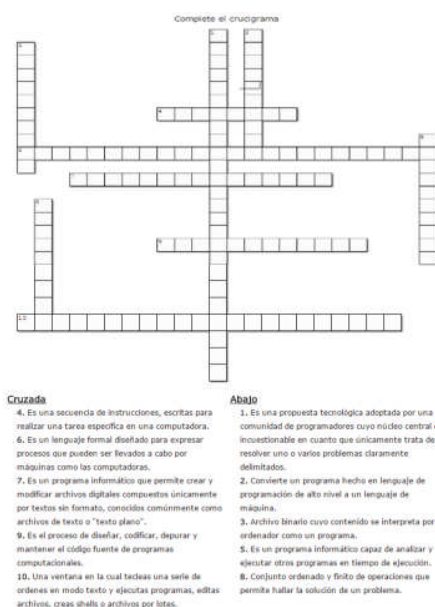 Complete el crucigrama
Cruzada
4. Es una secuencia de instrucciones, escritas para
realizar una tarea específica en una computadora.
6. Es un lenguaje formal diseñado para expresar
procesos que pueden ser llevados a cabo por
máquinas como las computadoras.
7. Es un programa informático que permite crear y
modificar archivos digitales compuestos únicamente
por textos sin formato, conocidos comúnmente como
archivos de texto o "texto plano".
9. Es el proceso de diseñar, codificar, depurar y
mantener el código fuente de programas
computacionales.
10. Una ventana en la cual tecleas una serie de
ordenes en modo texto y ejecutas programas, editas
archivos, creas shells o archivos por lotes.
Abajo
1. Es una propuesta tecnológica adoptada por una
comunidad de programadores cuyo núcleo central
incuestionable en cuanto que únicamente trata de
resolver uno o varios problemas claramente
delimitados.
2. Convierte un programa hecho en lenguaje de
programación de alto nivel a un lenguaje de
máquina.
3. Archivo binario cuyo contenido se interpreta por
ordenador como un programa.
5. Es un programa informático capaz de analizar y
ejecutar otros programas en tiempo de ejecución.
8. Conjunto ordenado y finito de operaciones que
permite hallar la solución de un problema.